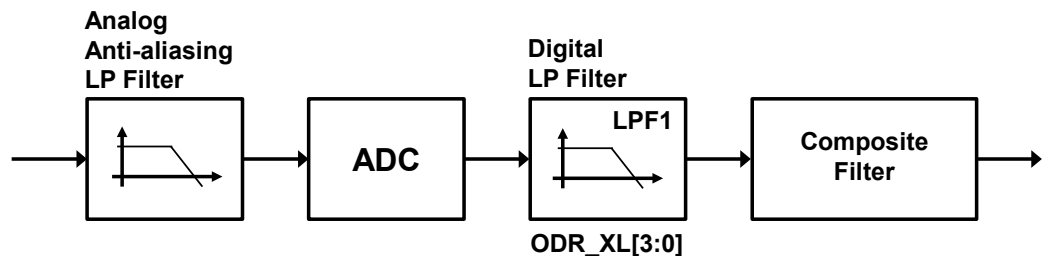 Analog
Anti-aliasing
LP Filter
ADC
Digital
LP Filter
LPF1
ODR_XL[3:0]
Composite
Filter